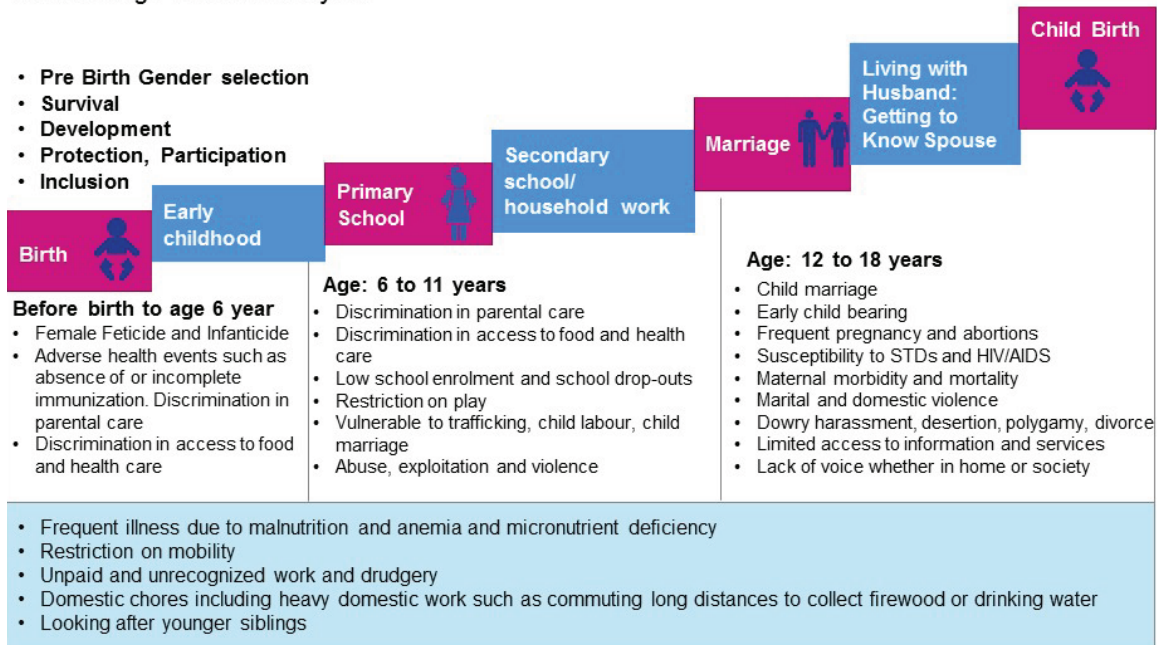 • Pre Birth Gender selection
• Survival
• Development
• Protection, Participation
• Inclusion
Birth
Early
childhood
Primary
School
Secondary
school/
household work
Marriage
Living with
Husband:
Getting to
Know Spouse
Child Birth
Before birth to age 6 year
• Female Feticide and Infanticide
• Adverse health events such as
absence of or incomplete
immunization. Discrimination in
parental care
• Discrimination in access to food
and health care
Age: 6 to 11 years
• Discrimination in parental care
• Discrimination in access to food and health
care
• Low school enrolment and school drop-outs
• Restriction on play
• Vulnerable to trafficking, child labour, child
marriage
• Abuse, exploitation and violence
Age: 12 to 18 years
• Child marriage
• Early child bearing
• Frequent pregnancy and abortions
• Susceptibility to STDs and HIV/AIDS
• Maternal morbidity and mortality
• Marital and domestic violence
• Dowry harassment, desertion, polygamy, divorce
• Limited access to information and services
• Lack of voice whether in home or society
• Frequent illness due to malnutrition and anemia and micronutrient deficiency
• Restriction on mobility
• Unpaid and unrecognized work and drudgery
• Domestic chores including heavy domestic work such as commuting long distances to collect firewood or drinking water
• Looking after younger siblings